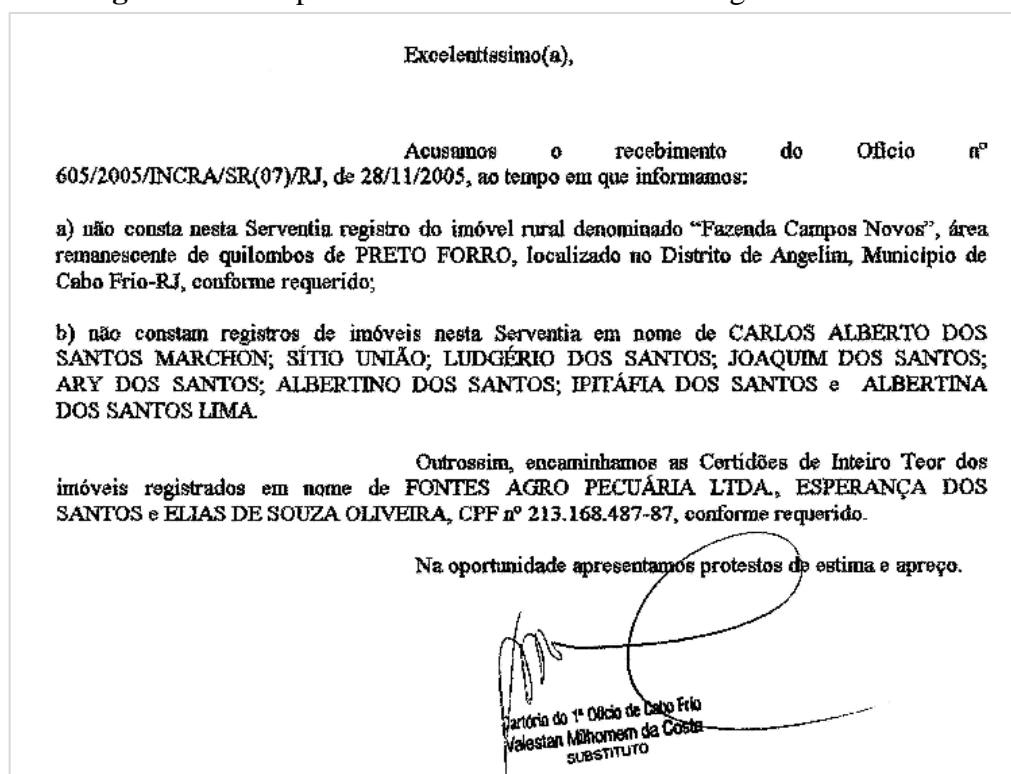 Excelentíssimo(a),
Acusamos o recebimento do Ofício nº
605/2005/INCRA/SR(07)/RJ, de 28/11/2005, ao tempo em que informamos:
a) não consta nesta Serventia registro do imóvel rural denominado “Fazenda Campos Novos”, área
remanescente de quilombos de PRETO FORRO, localizado no Distrito de Angelim, Município de
Cabo Frio-RJ, conforme requerido;
b) não constam registros de imóveis nesta Serventia em nome de CARLOS ALBERTO DOS
SANTOS MARCHON; SÍTIO UNIÃO; LUDGÉRIO DOS SANTOS; JOAQUIM DOS SANTOS;
ARY DOS SANTOS; ALBERTINO DOS SANTOS; IPITÁFIA DOS SANTOS e ALBERTINA
DOS SANTOS LIMA.
Outrossim, encaminhamos as Certidões de Inteiro Teor dos
imóveis registrados em nome de FONTES AGRO PECUÁRIA LTDA., ESPERANÇA DOS
SANTOS e ELIAS DE SOUZA OLIVEIRA, CPF nº 213.168.487-87, conforme requerido.
Na oportunidade apresentamos protestos de estima e apreço.
Cartório do 1º Ofício de Cabo Frio
Valestan Milhomem da Costa
SUBSTITUTO